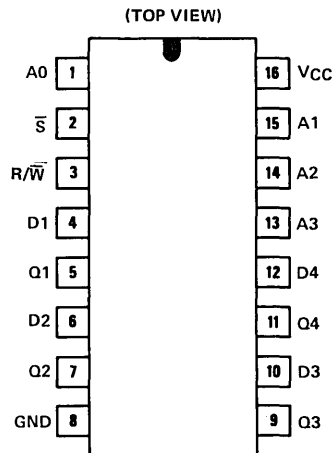 (TOP VIEW)
A0 1 16 VCC
S̅ 2 15 A1
R/W̅ 3 14 A2
D1 4 13 A3
Q1 5 12 D4
D2 6 11 Q4
Q2 7 10 D3
GND 8 9 Q3